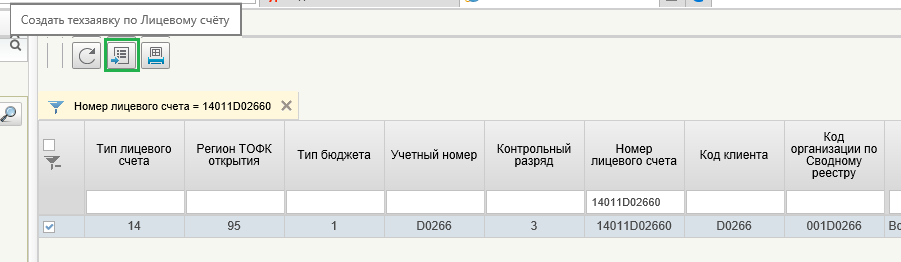 Создать техзаявку по Лицевому счёту
Номер лицевого счета = 14011D02660
Тип лицевого счета
Регион ТОФК открытия
Тип бюджета
Учетный номер
Контрольный разряд
Номер лицевого счета
Код клиента
Код организации по Сводному реестру
14011D02660
14 95 1 D0266 3 14011D02660 D0266 001D0266